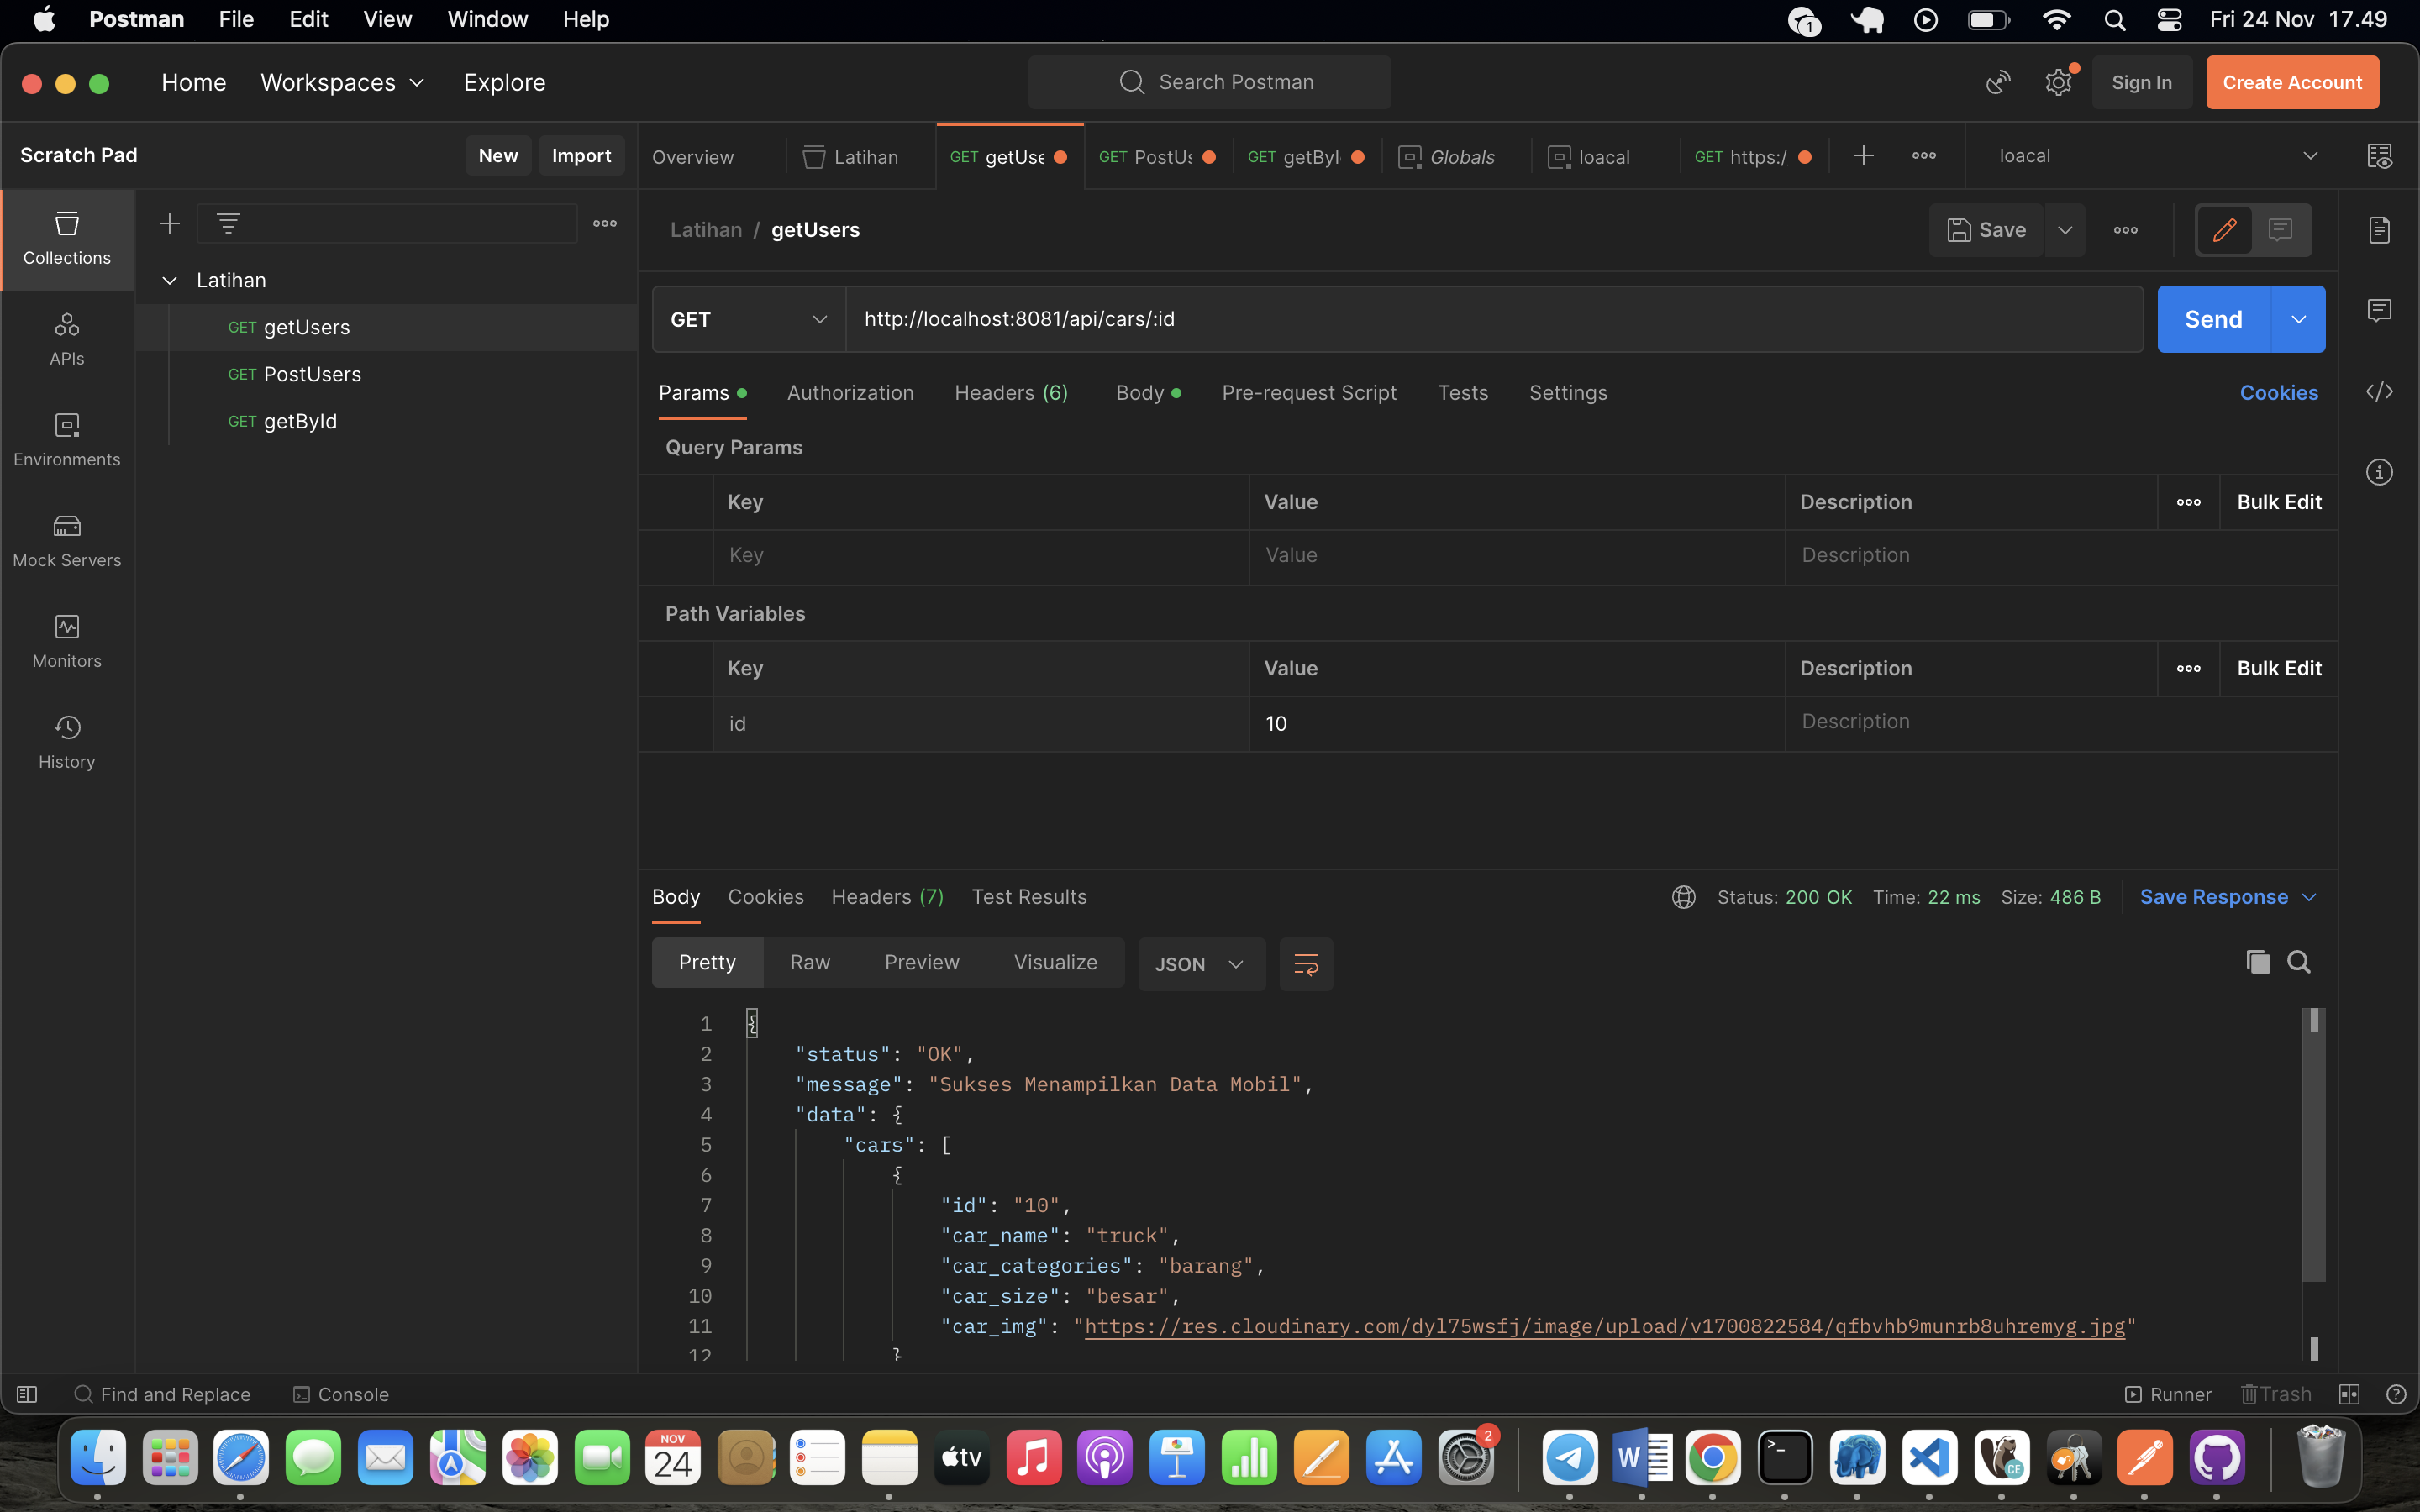 Postman File Edit View Window Help
1
Fri 24 Nov 17.49
Home Workspaces Explore
Search Postman
Sign In
Create Account
Scratch Pad
New
Import
Overview
Latihan
GET getUse
GET PostUs
GET getByI
Globals
loacal
GET https:/
loacal
Collections
APIs
Environments
Mock Servers
Monitors
History
Latihan
GET getUsers
GET PostUsers
GET getById
Latihan / getUsers
Save
GET
http://localhost:8081/api/cars/:id
Send
Params
Authorization
Headers (6)
Body
Pre-request Script
Tests
Settings
Cookies
Query Params
Key Value Description Bulk Edit
Key Value Description
Path Variables
Key Value Description Bulk Edit
id 10 Description
Body Cookies Headers (7) Test Results
Status: 200 OK Time: 22 ms Size: 486 B
Save Response
Pretty Raw Preview Visualize
JSON
1 {
2 "status": "OK",
3 "message": "Sukses Menampilkan Data Mobil",
4 "data": {
5 "cars": [
6 {
7 "id": "10",
8 "car_name": "truck",
9 "car_categories": "barang",
10 "car_size": "besar",
11 "car_img": "https://res.cloudinary.com/dyl75wsfj/image/upload/v1700822584/qfbvhb9munrb8uhremyg.jpg"
12 }
Find and Replace
Console
Runner
Trash
NOV
24
tv
2
W
>_
CE